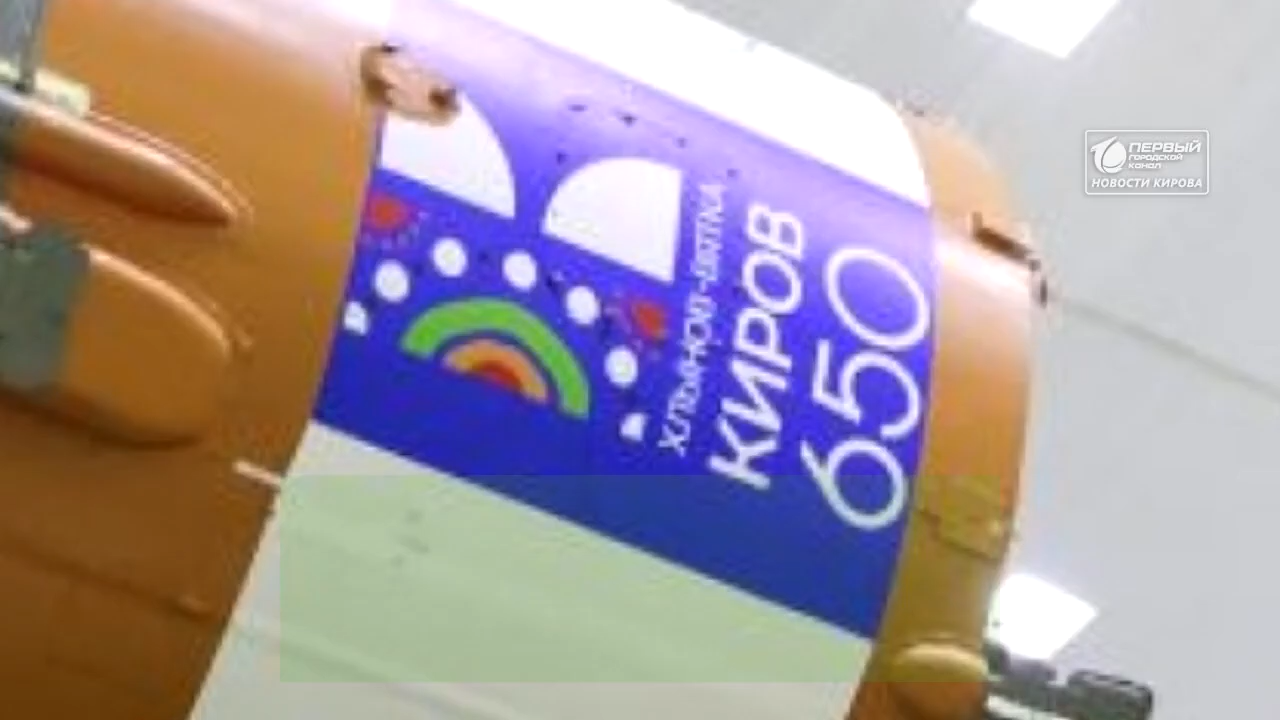 ХЛЫНОВ-ВЯТКА
КИРОВ
650
ПЕРВЫЙ
ГОРОДСКОЙ
КАНАЛ
НОВОСТИ КИРОВА